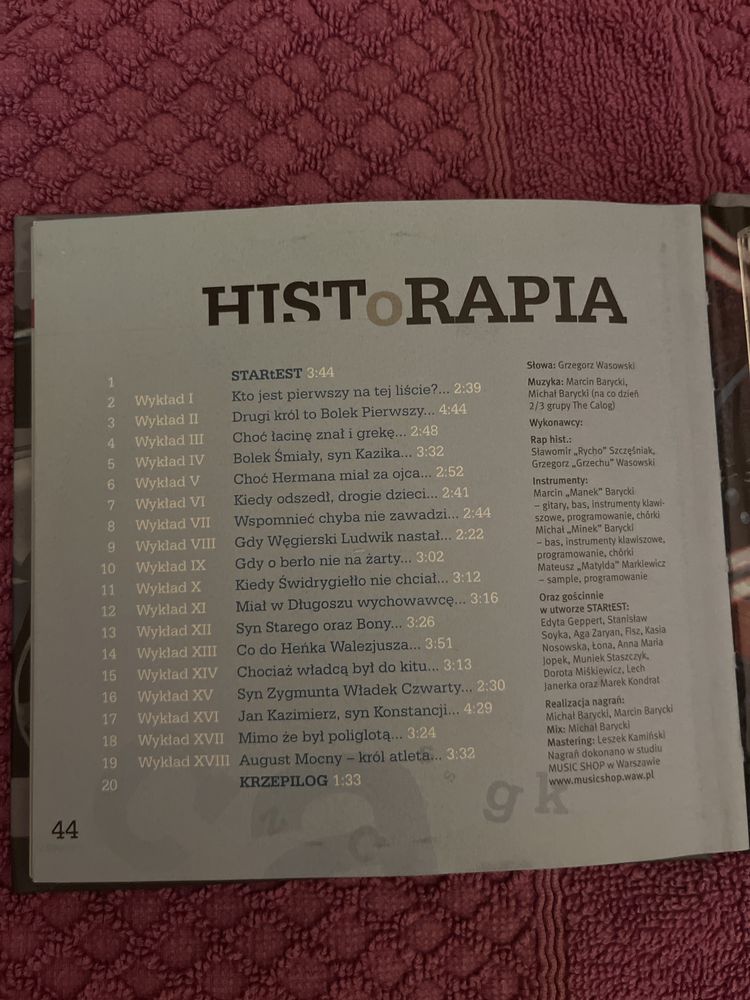 HISToRAPIA
1 STARtEST 3:44
2 Wykład I Kto jest pierwszy na tej liście?... 2:39
3 Wykład II Drugi król to Bolek Pierwszy... 4:44
4 Wykład III Choć łacinę znał i grekę... 2:48
5 Wykład IV Bolek Śmiały, syn Kazika... 3:32
6 Wykład V Choć Hermana miał za ojca... 2:52
7 Wykład VI Kiedy odszedł, drogie dzieci... 2:41
8 Wykład VII Wspomnieć chyba nie zawadzi... 2:44
9 Wykład VIII Gdy Węgierski Ludwik nastał... 2:22
10 Wykład IX Gdy o berło nie na żarty... 3:02
11 Wykład X Kiedy Świdrygiełło nie chciał... 3:12
12 Wykład XI Miał w Długoszu wychowawcę... 3:16
13 Wykład XII Syn Starego oraz Bony... 3:26
14 Wykład XIII Co do Heńka Walezjusza... 3:51
15 Wykład XIV Chociaż władcą był do kitu... 3:13
16 Wykład XV Syn Zygmunta Władek Czwarty... 2:30
17 Wykład XVI Jan Kazimierz, syn Konstancji... 4:29
18 Wykład XVII Mimo że był poliglotą... 3:24
19 Wykład XVIII August Mocny – król atleta... 3:32
20 KRZEPILOG 1:33
Słowa: Grzegorz Wasowski
Muzyka: Marcin Barycki,
Michał Barycki (na co dzień
2/3 grupy The Calog)
Wykonawcy:
Rap hist.:
Sławomir „Rycho” Szczęśniak,
Grzegorz „Grzechu” Wasowski
Instrumenty:
Marcin „Manek” Barycki
– gitary, bas, instrumenty klawi-
szowe, programowanie, chórki
Michał „Minek” Barycki
– bas, instrumenty klawiszowe,
programowanie, chórki
Mateusz „Matylda” Markiewicz
– sample, programowanie
Oraz gościnnie
w utworze STARtEST:
Edyta Geppert, Stanisław
Soyka, Aga Zaryan, Fisz, Kasia
Nosowska, Łona, Anna Maria
Jopek, Muniek Staszczyk,
Dorota Miśkiewicz, Lech
Janerka oraz Marek Kondrat
Realizacja nagrań:
Michał Barycki, Marcin Barycki
Mix: Michał Barycki
Mastering: Leszek Kamiński
Nagrań dokonano w studiu
MUSIC SHOP w Warszawie
www.musicshop.waw.pl
s
s
g k
z
c
a
44